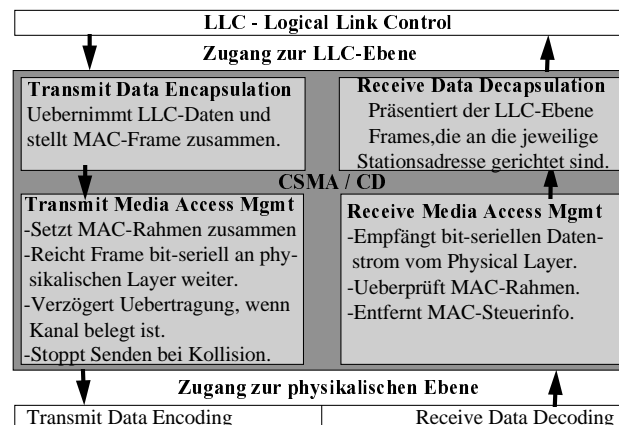 LLC - Logical Link Control
Zugang zur LLC-Ebene
Transmit Data Encapsulation
Uebernimmt LLC-Daten und
stellt MAC-Frame zusammen.
Receive Data Decapsulation
Präsentiert der LLC-Ebene
Frames,die an die jeweilige
Stationsadresse gerichtet sind.
CSMA / CD
Transmit Media Access Mgmt
-Setzt MAC-Rahmen zusammen
-Reicht Frame bit-seriell an phy-
sikalischen Layer weiter.
-Verzögert Uebertragung, wenn
Kanal belegt ist.
-Stoppt Senden bei Kollision.
Receive Media Access Mgmt
-Empfängt bit-seriellen Daten-
strom vom Physical Layer.
-Ueberprüft MAC-Rahmen.
-Entfernt MAC-Steuerinfo.
Zugang zur physikalischen Ebene
Transmit Data Encoding
Receive Data Decoding